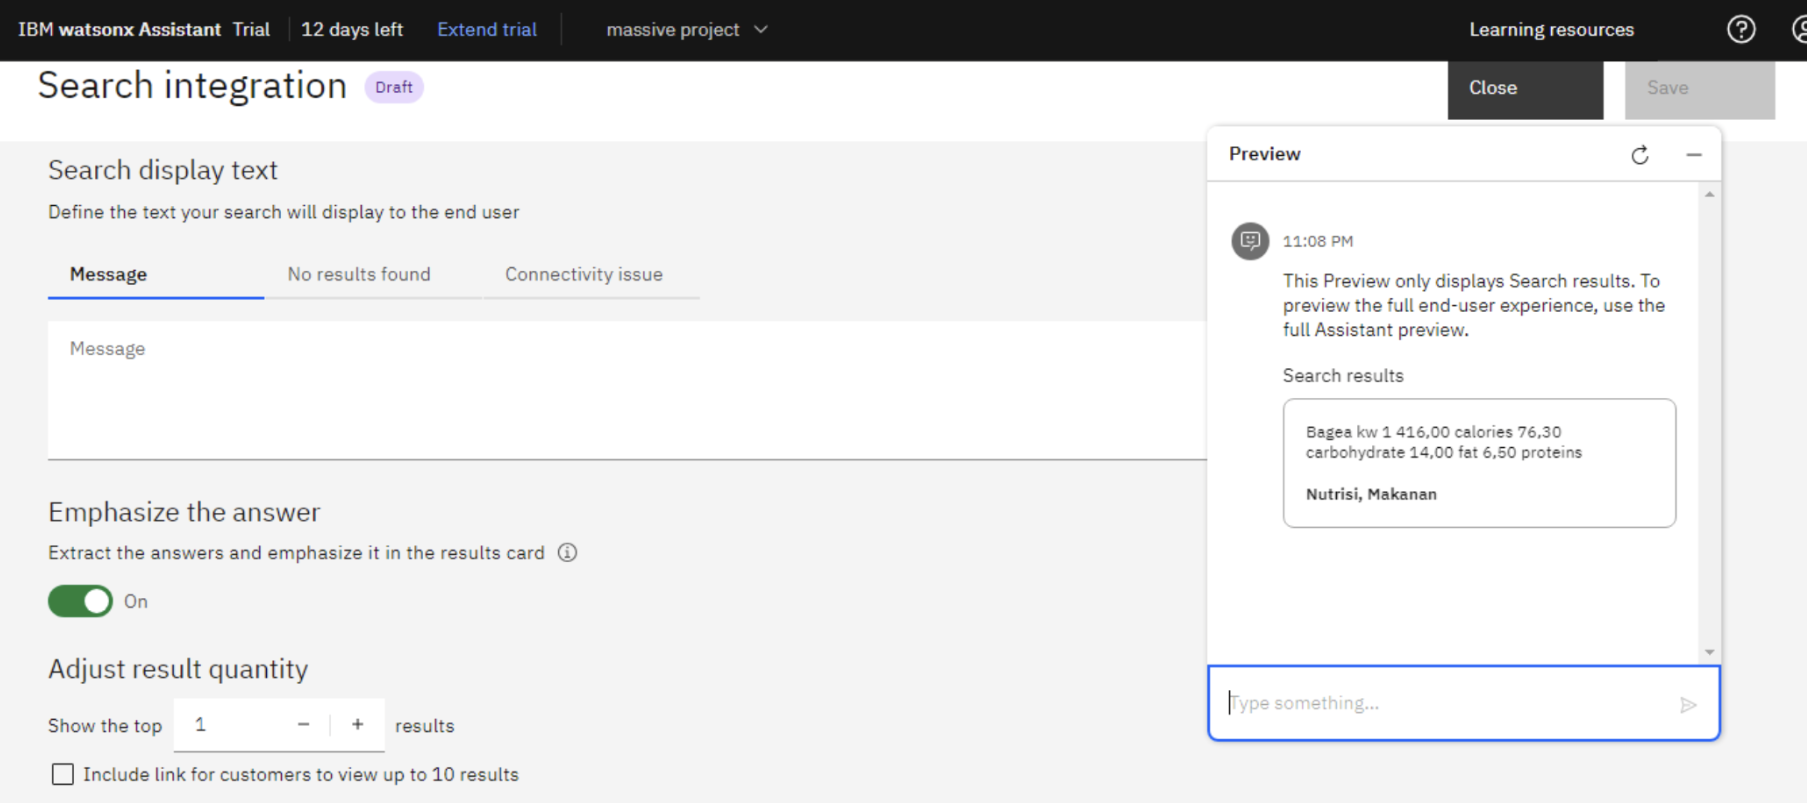 IBM watsonx Assistant Trial 12 days left Extend trial massive project Learning resources
Search integration Draft
Close
Save
Search display text
Define the text your search will display to the end user
Message No results found Connectivity issue
Message
Emphasize the answer
Extract the answers and emphasize it in the results card
On
Adjust result quantity
Show the top 1 results
Include link for customers to view up to 10 results
Preview
11:08 PM
This Preview only displays Search results. To
preview the full end-user experience, use the
full Assistant preview.
Search results
Bagea kw 1 416,00 calories 76,30
carbohydrate 14,00 fat 6,50 proteins
Nutrisi, Makanan
Type something...